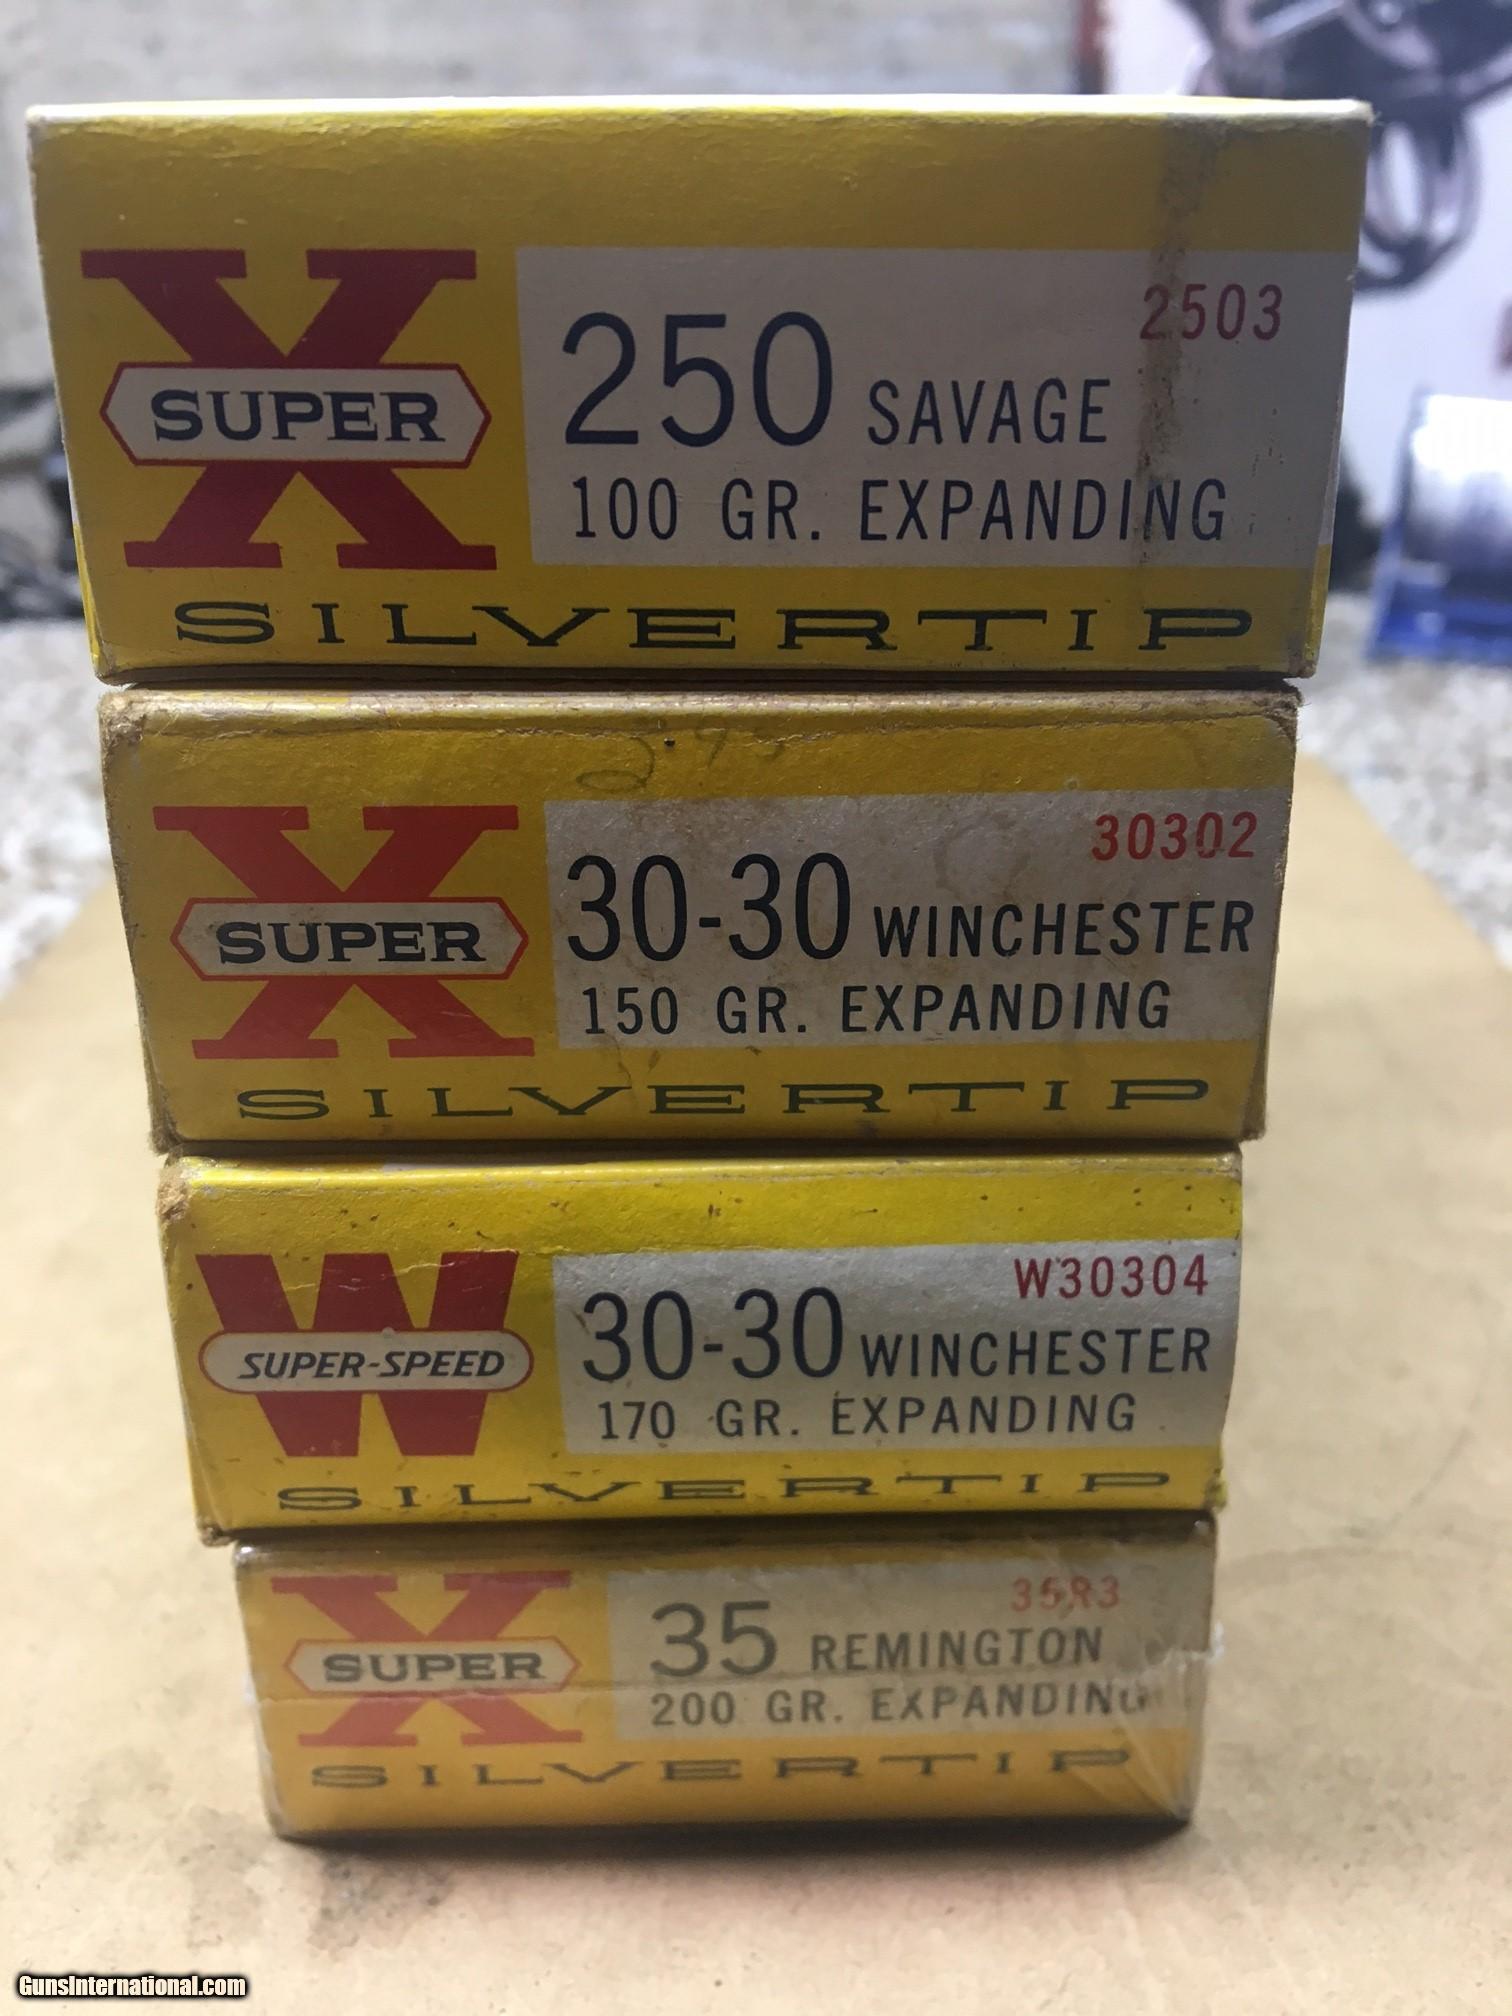 2503
X
SUPER
250 SAVAGE
100 GR. EXPANDING
SILVERTIP
30302
X
SUPER
30-30 WINCHESTER
150 GR. EXPANDING
SILVERTIP
W30304
W
SUPER-SPEED
30-30 WINCHESTER
170 GR. EXPANDING
SILVERTIP
35R3
X
SUPER
35 REMINGTON
200 GR. EXPANDING
SILVERTIP
GunsInternational.com